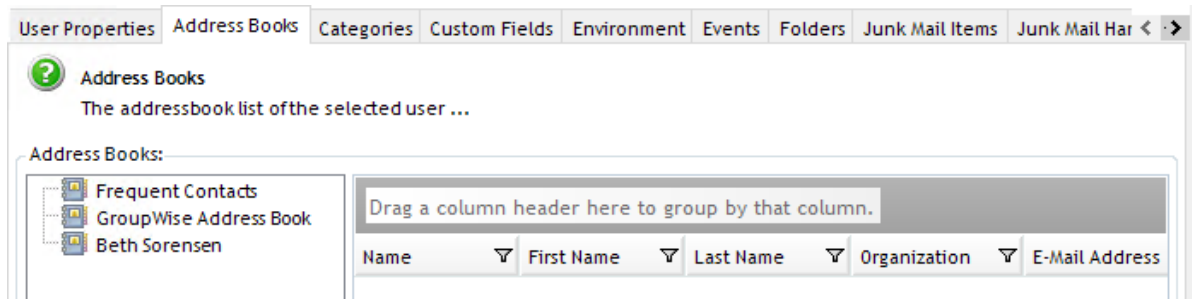 User Properties Address Books Categories Custom Fields Environment Events Folders Junk Mail Items Junk Mail Har
Address Books
The addressbook list of the selected user ...
Address Books:
Frequent Contacts
GroupWise Address Book
Beth Sorensen
Drag a column header here to group by that column.
Name First Name Last Name Organization E-Mail Address